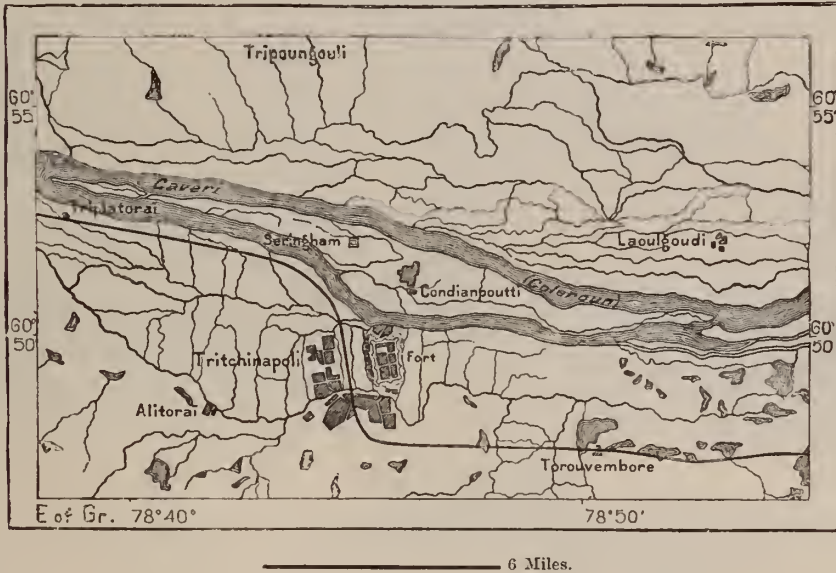 Tripoungouli
60°
55'
60°
55'
Caveri
Triplatorai
Seringham
Laoulgoudi
Condianpoutti
Coleroum
60°
50'
60°
50'
Tritchinapoli
Fort
Alitorai
Torouvembore
E of Gr. 78°40'
78°50'
6 Miles.